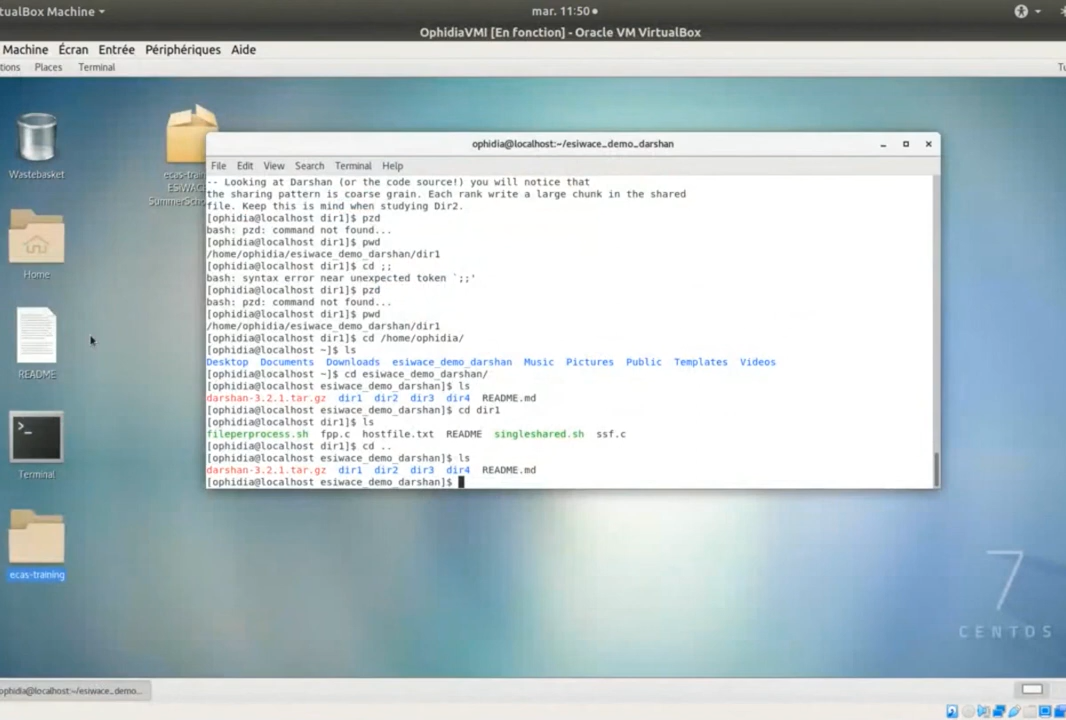 tualBox Machine
mar. 11:50
OphidiaVMI [En fonction] - Oracle VM VirtualBox
Machine Écran Entrée Périphériques Aide
tions Places Terminal
Tu
ophidia@localhost:~/esiwace_demo_darshan
File Edit View Search Terminal Help
-- Looking at Darshan (or the code source!) you will notice that
the sharing pattern is coarse grain. Each rank write a large chunk in the shared
file. Keep this is mind when studying Dir2.
[ophidia@localhost dir1]$ pzd
bash: pzd: command not found...
[ophidia@localhost dir1]$ pwd
/home/ophidia/esiwace_demo_darshan/dir1
[ophidia@localhost dir1]$ cd ;;
bash: syntax error near unexpected token `;;'
[ophidia@localhost dir1]$ pzd
bash: pzd: command not found...
[ophidia@localhost dir1]$ pwd
/home/ophidia/esiwace_demo_darshan/dir1
[ophidia@localhost dir1]$ cd /home/ophidia/
[ophidia@localhost ~]$ ls
Desktop Documents Downloads esiwace_demo_darshan Music Pictures Public Templates Videos
[ophidia@localhost ~]$ cd esiwace_demo_darshan/
[ophidia@localhost esiwace_demo_darshan]$ ls
darshan-3.2.1.tar.gz dir1 dir2 dir3 dir4 README.md
[ophidia@localhost esiwace_demo_darshan]$ cd dir1
[ophidia@localhost dir1]$ ls
fileperprocess.sh fpp.c hostfile.txt README singleshared.sh ssf.c
[ophidia@localhost dir1]$ cd ..
[ophidia@localhost esiwace_demo_darshan]$ ls
darshan-3.2.1.tar.gz dir1 dir2 dir3 dir4 README.md
[ophidia@localhost esiwace_demo_darshan]$
Wastebasket
ecas-trai
ESiWAC
SummerScho
Home
README
Terminal
ecas-training
7
CENTOS
ophidia@localhost:~/esiwace_demo...